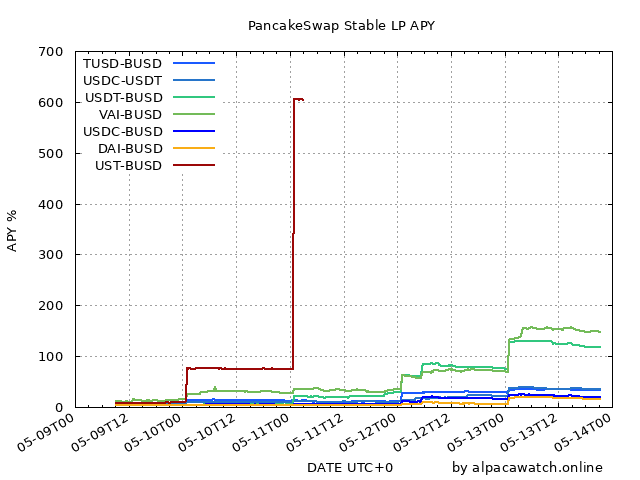 PancakeSwap Stable LP APY
700
600
500
400
300
200
100
0
APY %
TUSD-BUSD
USDC-USDT
USDT-BUSD
VAI-BUSD
USDC-BUSD
DAI-BUSD
UST-BUSD
05-09T00
05-09T12
05-10T00
05-10T12
05-11T00
05-11T12
05-12T00
05-12T12
05-13T00
05-13T12
05-14T00
DATE UTC+0
by alpacawatch.online